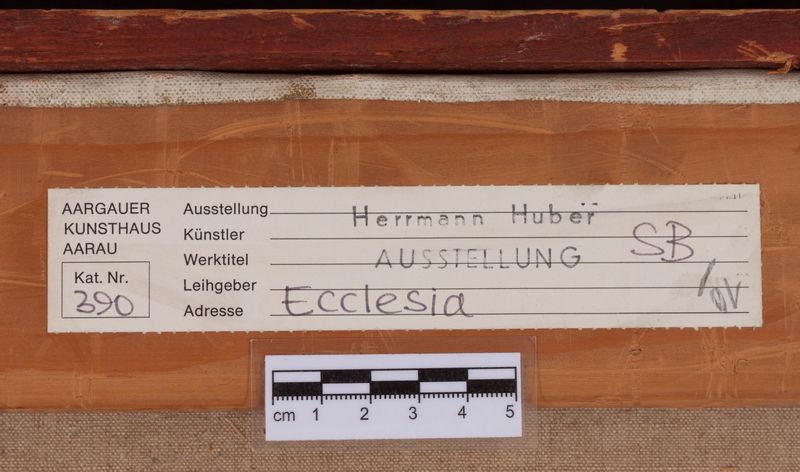 AARGAUER
KUNSTHAUS
AARAU
Kat. Nr.
390
Ausstellung
Künstler
Werktitel
Leihgeber
Adresse
Herrmann Huber
AUSSTELLUNG
SB
Ecclesia
cm 1 2 3 4 5